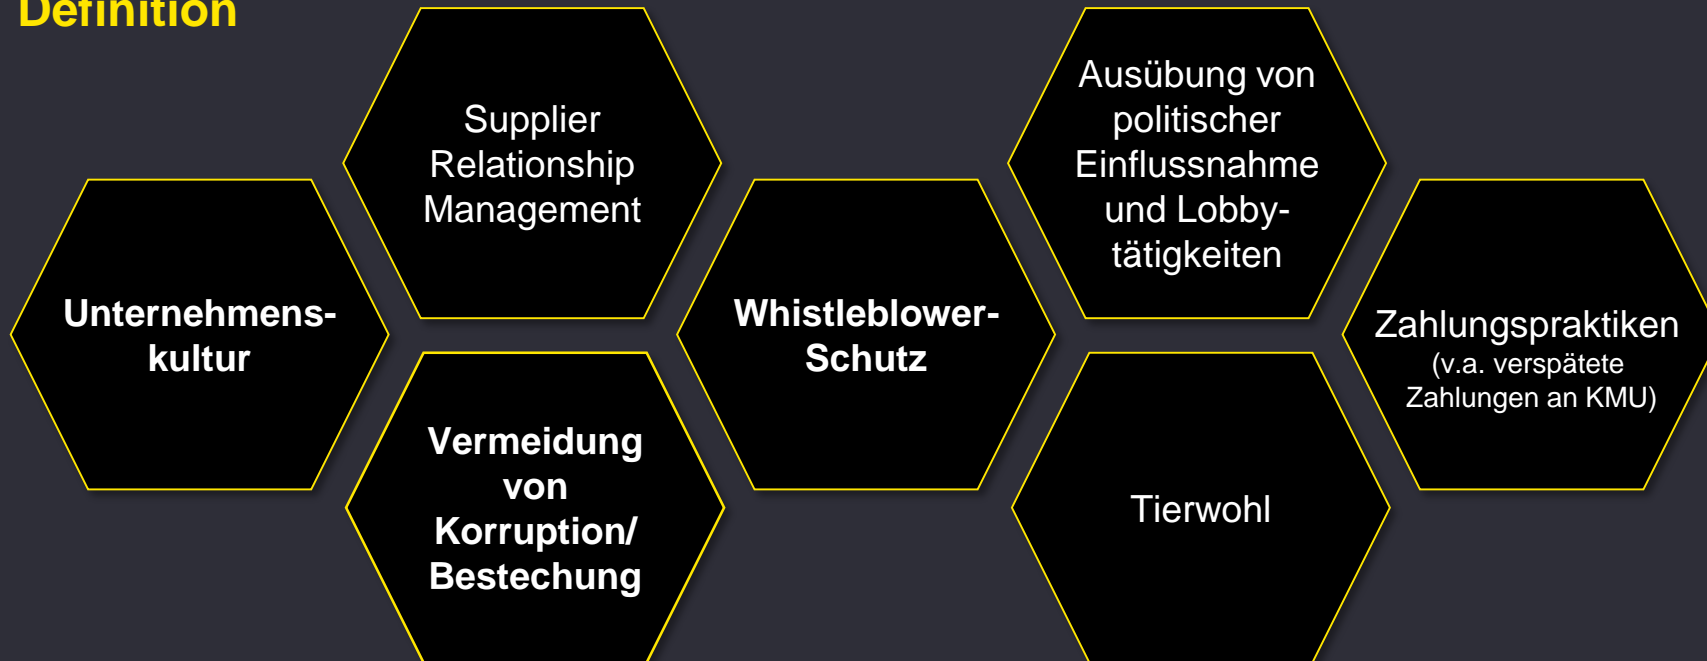 Definition
Supplier
Relationship
Management
Ausübung von
politischer
Einflussnahme
und Lobby-
tätigkeiten
Unternehmens-
kultur
Whistleblower-
Schutz
Zahlungspraktiken
(v.a. verspätete
Zahlungen an KMU)
Vermeidung
von
Korruption/
Bestechung
Tierwohl